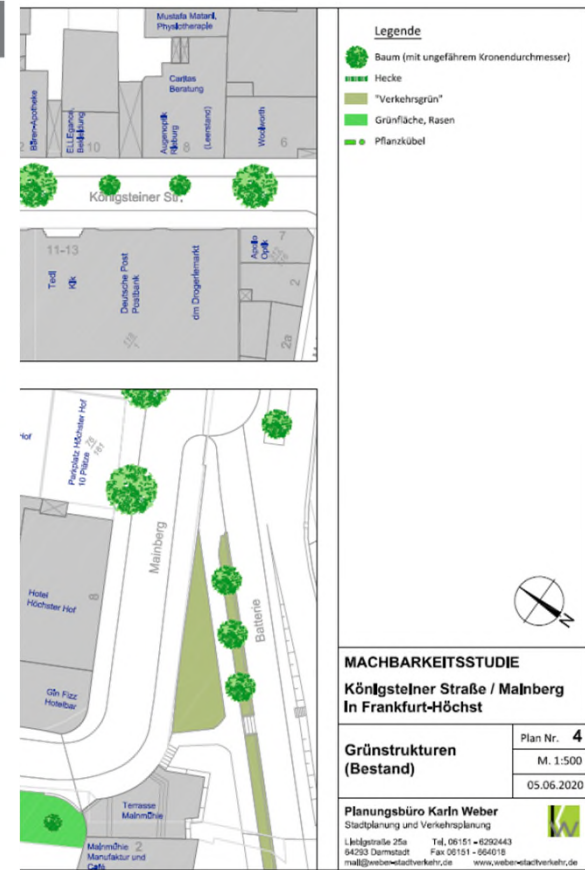 Mustafa Matanl,
Physiotherapie
Caritas
Beratung
Bären-Apotheke
ELLEgance,
Bekleidung
10
Augenoptik
Rieburg
(Leerstand)
8
Woolworth
6
Königsteiner Str.
11-13
Tedi
Kik
Deutsche Post
Postbank
dm Drogeriemarkt
Apollo
Optik
7
2
2a
Hof
Parkplatz Höchster Hof
10 Plätze
Mainberg
Batterie
Hotel
Höchster Hof
8
Gin Fizz
Hotelbar
Terrasse
Mainmühle
Mainmühle
Manufaktur und
Café
2
Legende
Baum (mit ungefährem Kronendurchmesser)
Hecke
"Verkehrsgrün"
Grünfläche, Rasen
Pflanzkübel
N
MACHBARKEITSSTUDIE
Königsteiner Straße / Mainberg
in Frankfurt-Höchst
Grünstrukturen
(Bestand)
Plan Nr. 4
M. 1:500
05.06.2020
Planungsbüro Karin Weber
Stadtplanung und Verkehrsplanung
Liebigstraße 25a Tel. 06151 - 6292443
64293 Darmstadt Fax 06151 - 664018
mail@weber-stadtverkehr.de www.weber-stadtverkehr.de